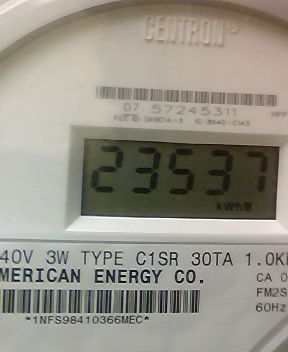 CENTRON®
07 57245311
23537
kWh
40V 3W TYPE C1SR 30TA 1.0K
MERICAN ENERGY CO.
CA 0
FM2S
60Hz
*1NFS98410366MEC*